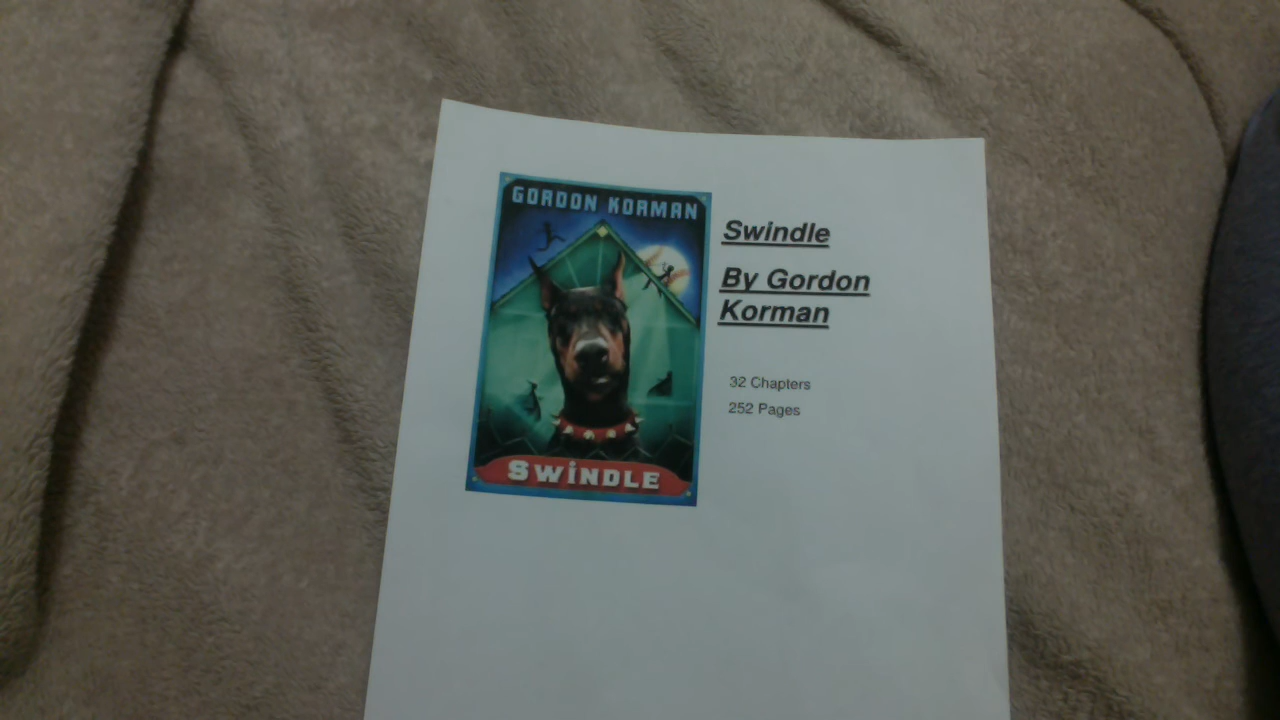 GORDON KORMAN
SWiNDLE
Swindle
By Gordon
Korman
32 Chapters
252 Pages